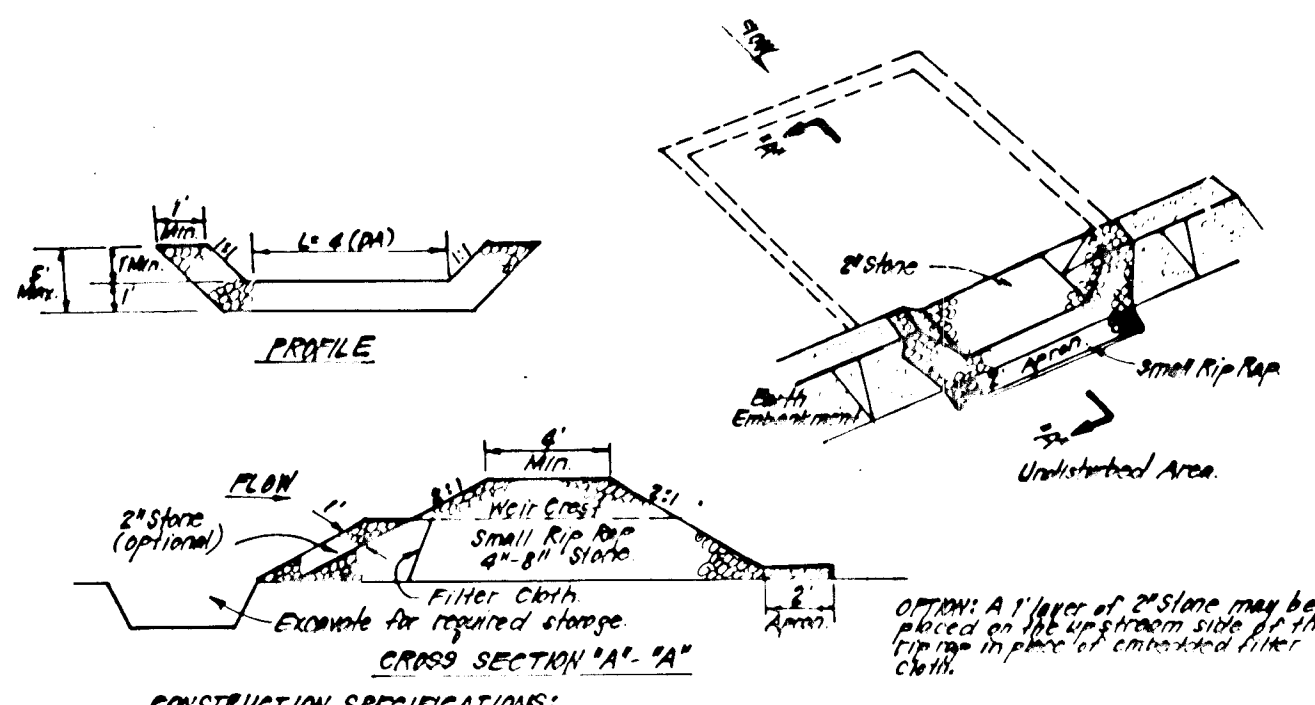 FLOW
"A"
1'
Min.
L= 4 (DA)
1:1
1:1
5'
Max.
1' Min.
1'
PROFILE
2" Stone
Apron
Small Rip Rap
Earth
Embankment
"A"
Undisturbed Area.
4'
Min.
FLOW
1'
2:1
2:1
2" Stone
(optional)
Weir Crest
Small Rip Rap
4"-8" Stone.
Filter Cloth.
Excavate for required storage.
2'
Apron.
CROSS SECTION "A"-"A"
OPTION: A 1' layer of 2" Stone may be
placed on the upstream side of the
riprap in place of embedded filter
cloth.
CONSTRUCTION SPECIFICATIONS: